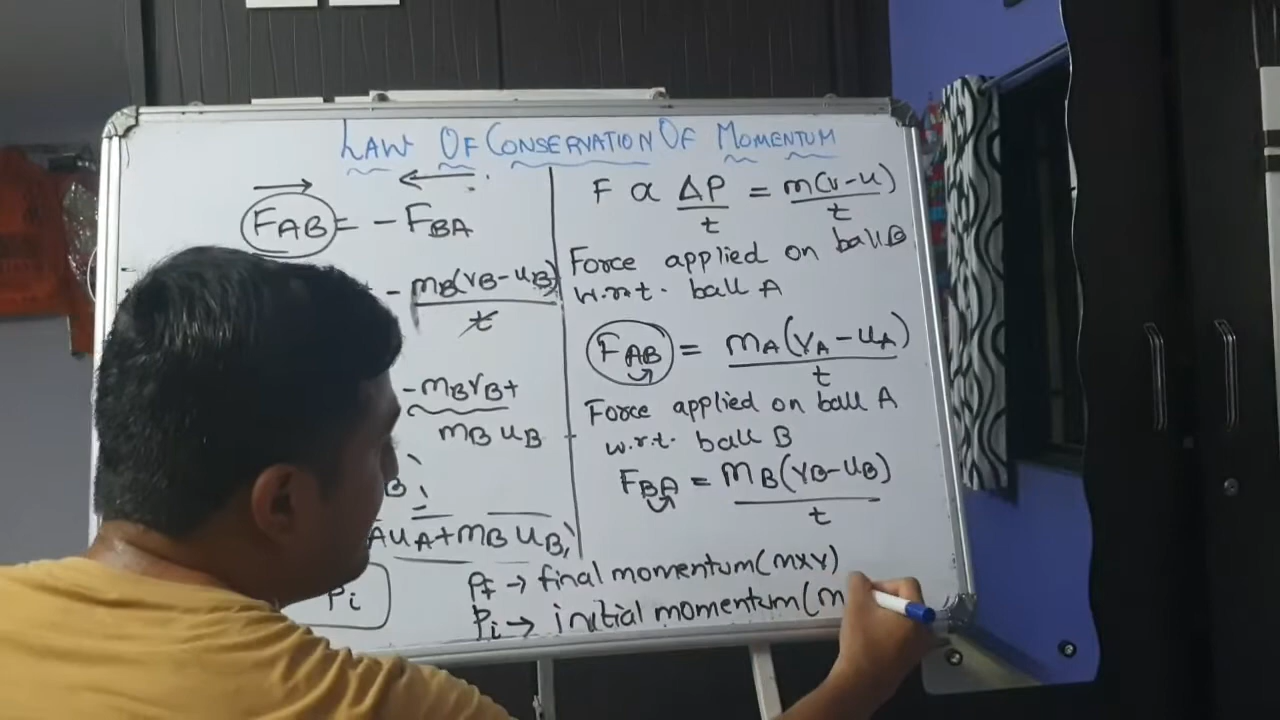 LAW OF CONSERVATION OF MOMENTUM
FAB = - FBA
- mB(vB-uB)
t
-mBvB+
mB uB
B
AuA+mB uB
Pi
F ∝ ΔP/t = m(v-u)/t
Force applied on ball B
w.r.t. ball A
FAB = mA(vA-uA)
t
Force applied on ball A
w.r.t. ball B
FBA = mB(vB-uB)
t
Pf → final momentum(mxv)
Pi → initial momentum(m